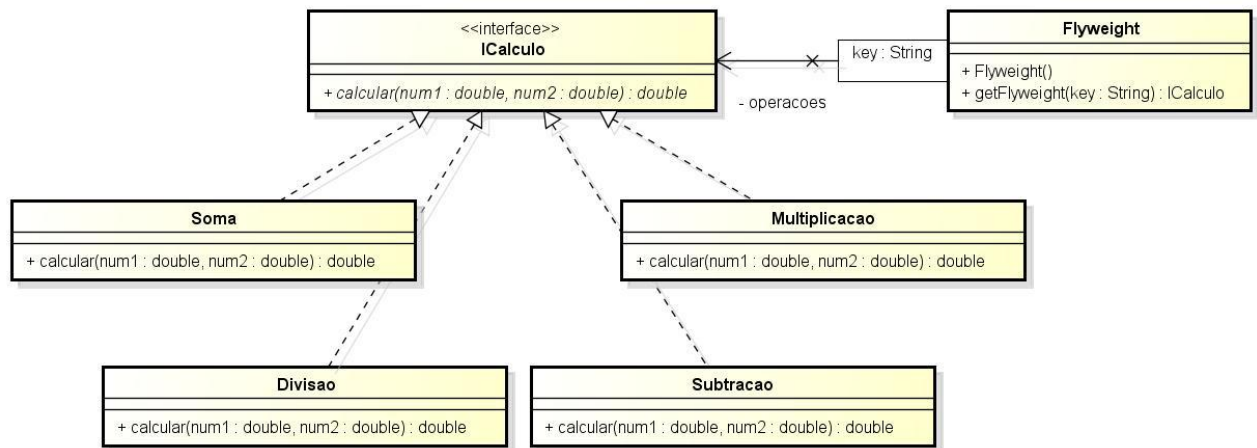 <<interface>>
ICalculo
+ calcular(num1 : double, num2 : double) : double
key : String
- operacoes
Flyweight
+ Flyweight()
+ getFlyweight(key : String) : ICalculo
Soma
+ calcular(num1 : double, num2 : double) : double
Multiplicacao
+ calcular(num1 : double, num2 : double) : double
Divisao
+ calcular(num1 : double, num2 : double) : double
Subtracao
+ calcular(num1 : double, num2 : double) : double